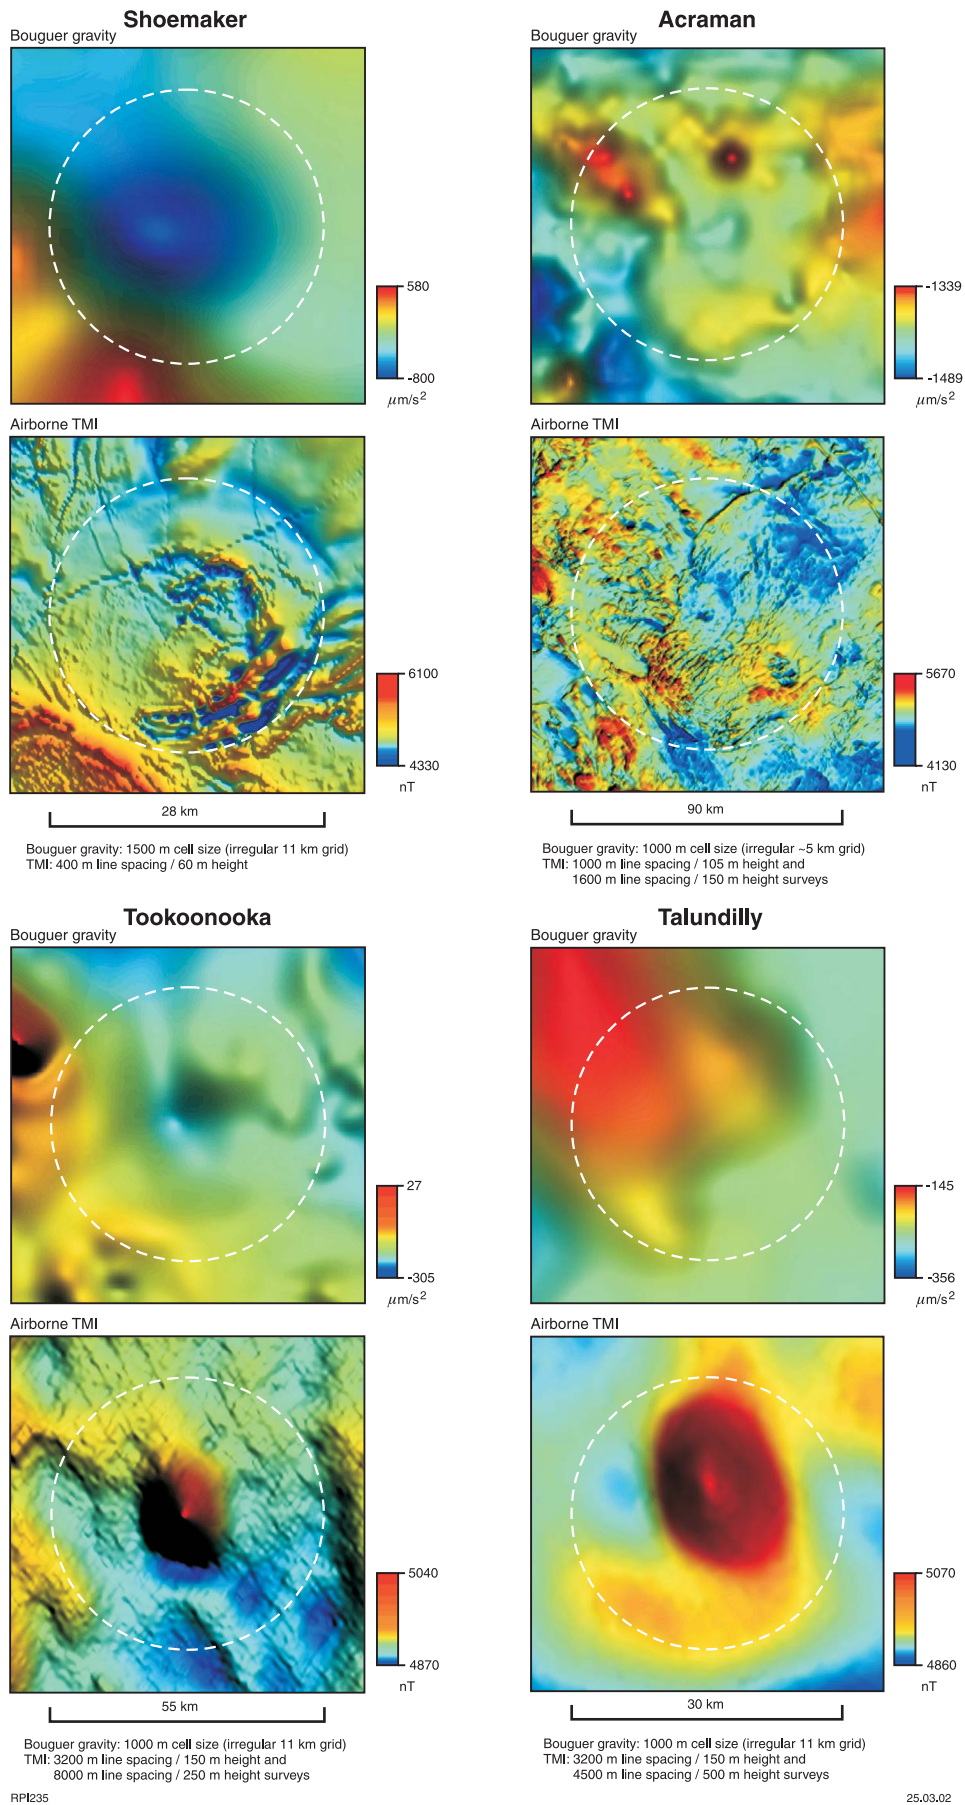 Shoemaker
Bouguer gravity
580
-800
µm/s2
Airborne TMI
6100
4330
nT
28 km
Bouguer gravity: 1500 m cell size (irregular 11 km grid)
TMI: 400 m line spacing / 60 m height
Acraman
Bouguer gravity
-1339
-1489
µm/s2
Airborne TMI
5670
4130
nT
90 km
Bouguer gravity: 1000 m cell size (irregular ~5 km grid)
TMI: 1000 m line spacing / 105 m height and
1600 m line spacing / 150 m height surveys
Tookoonooka
Bouguer gravity
27
-305
µm/s2
Airborne TMI
5040
4870
nT
55 km
Bouguer gravity: 1000 m cell size (irregular 11 km grid)
TMI: 3200 m line spacing / 150 m height and
8000 m line spacing / 250 m height surveys
Talundilly
Bouguer gravity
-145
-356
µm/s2
Airborne TMI
5070
4860
nT
30 km
Bouguer gravity: 1000 m cell size (irregular 11 km grid)
TMI: 3200 m line spacing / 150 m height and
4500 m line spacing / 500 m height surveys
RPI235
25.03.02